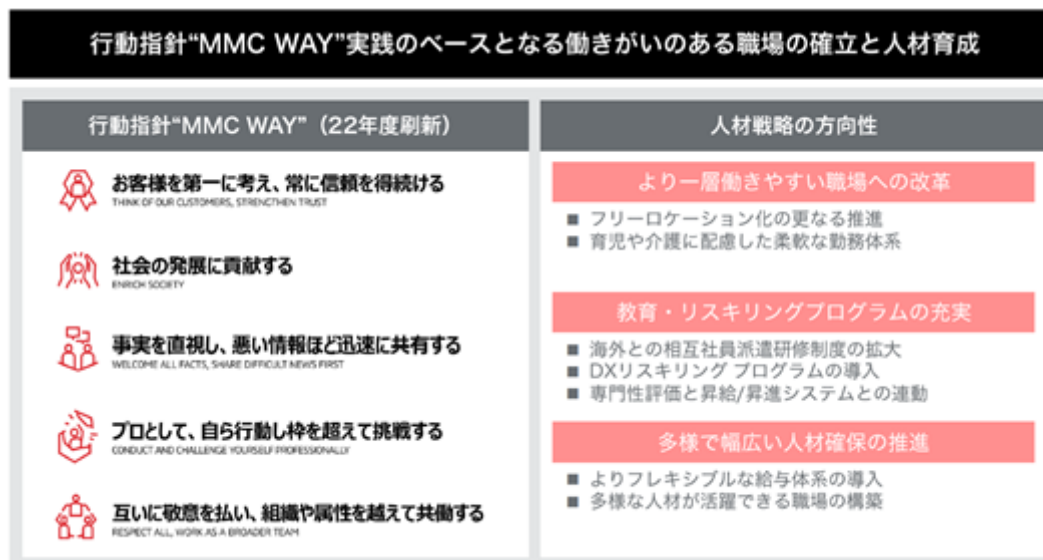 行動指針“MMC WAY”実践のベースとなる働きがいのある職場の確立と人材育成
行動指針“MMC WAY”（22年度刷新）
お客様を第一に考え、常に信頼を得続ける
THINK OF OUR CUSTOMERS, STRENGTHEN TRUST
社会の発展に貢献する
ENRICH SOCIETY
事実を直視し、悪い情報ほど迅速に共有する
WELCOME ALL FACTS, SHARE DIFFICULT NEWS FIRST
プロとして、自ら行動し枠を超えて挑戦する
CONDUCT AND CHALLENGE YOURSELF PROFESSIONALLY
互いに敬意を払い、組織や属性を越えて共働する
RESPECT ALL, WORK AS A BROADER TEAM
人材戦略の方向性
より一層働きやすい職場への改革
■ フリーロケーション化の更なる推進
■ 育児や介護に配慮した柔軟な勤務体系
教育・リスキリングプログラムの充実
■ 海外との相互社員派遣研修制度の拡大
■ DXリスキリング プログラムの導入
■ 専門性評価と昇給/昇進システムとの連動
多様で幅広い人材確保の推進
■ よりフレキシブルな給与体系の導入
■ 多様な人材が活躍できる職場の構築